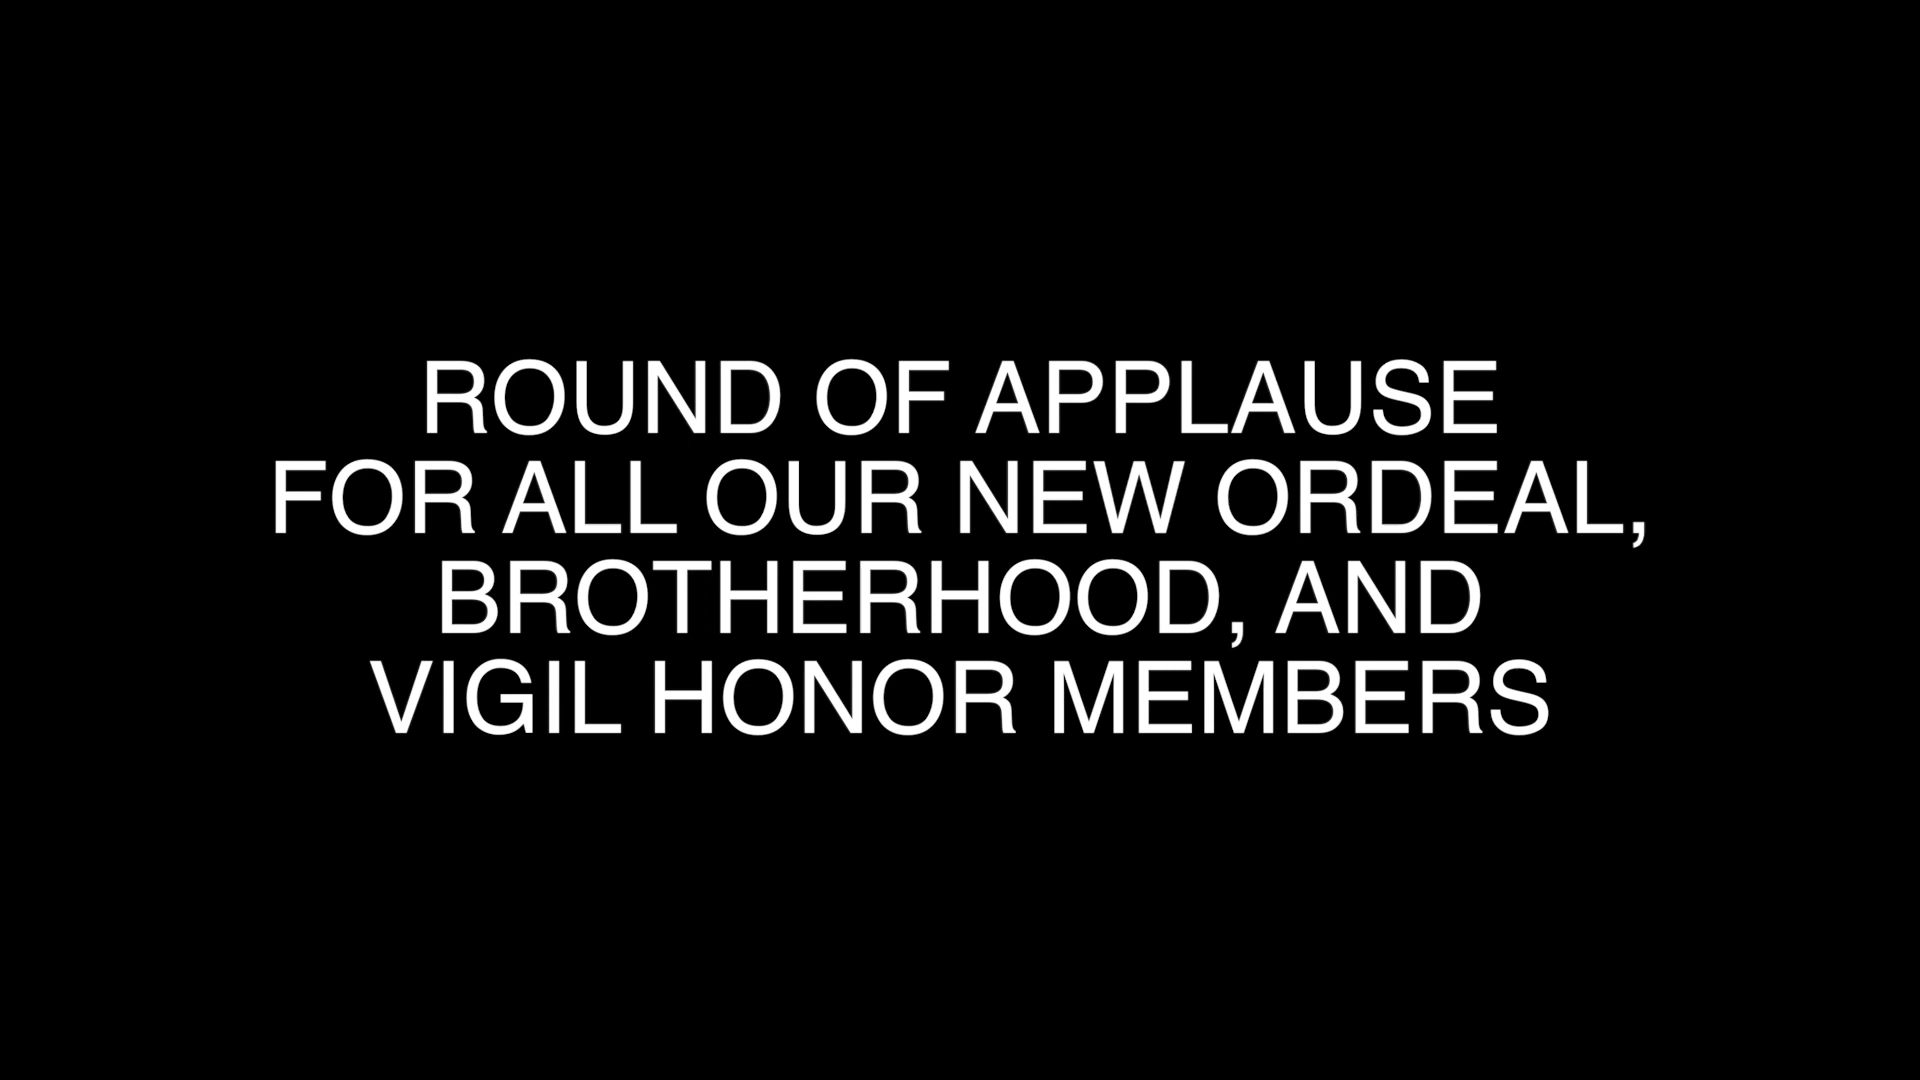 ROUND OF APPLAUSE
FOR ALL OUR NEW ORDEAL,
BROTHERHOOD, AND
VIGIL HONOR MEMBERS